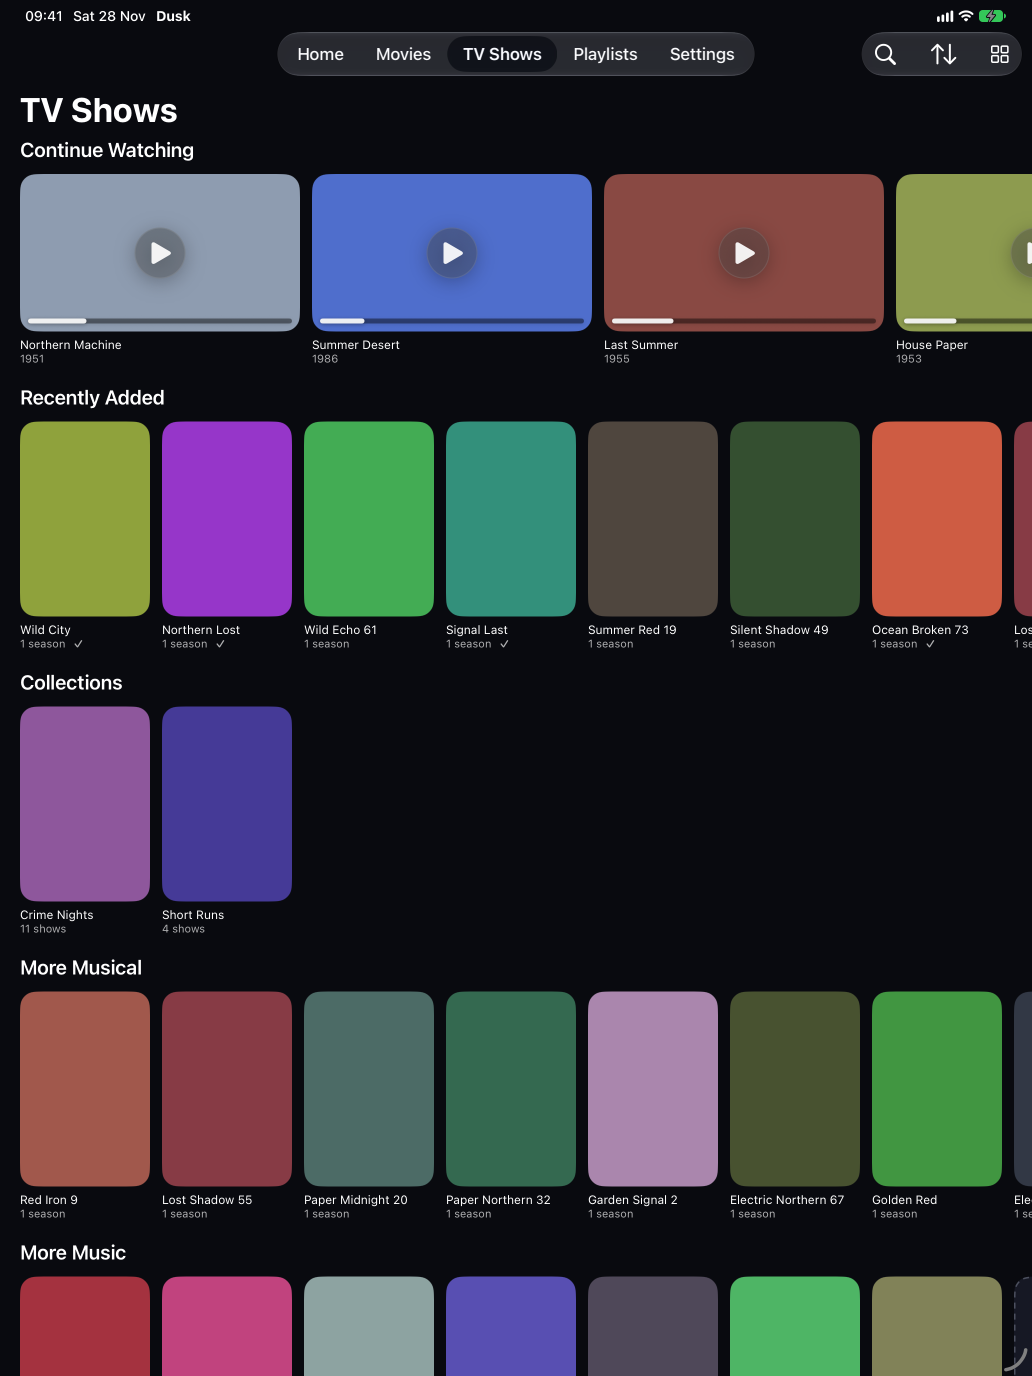 09:41 Sat 28 Nov Dusk
Home Movies TV Shows Playlists Settings
TV Shows
Continue Watching
Northern Machine
1951
Summer Desert
1986
Last Summer
1955
House Paper
1953
Recently Added
Wild City
1 season
Northern Lost
1 season
Wild Echo 61
1 season
Signal Last
1 season
Summer Red 19
1 season
Silent Shadow 49
1 season
Ocean Broken 73
1 season
Collections
Crime Nights
11 shows
Short Runs
4 shows
More Musical
Red Iron 9
1 season
Lost Shadow 55
1 season
Paper Midnight 20
1 season
Paper Northern 32
1 season
Garden Signal 2
1 season
Electric Northern 67
1 season
Golden Red
1 season
More Music